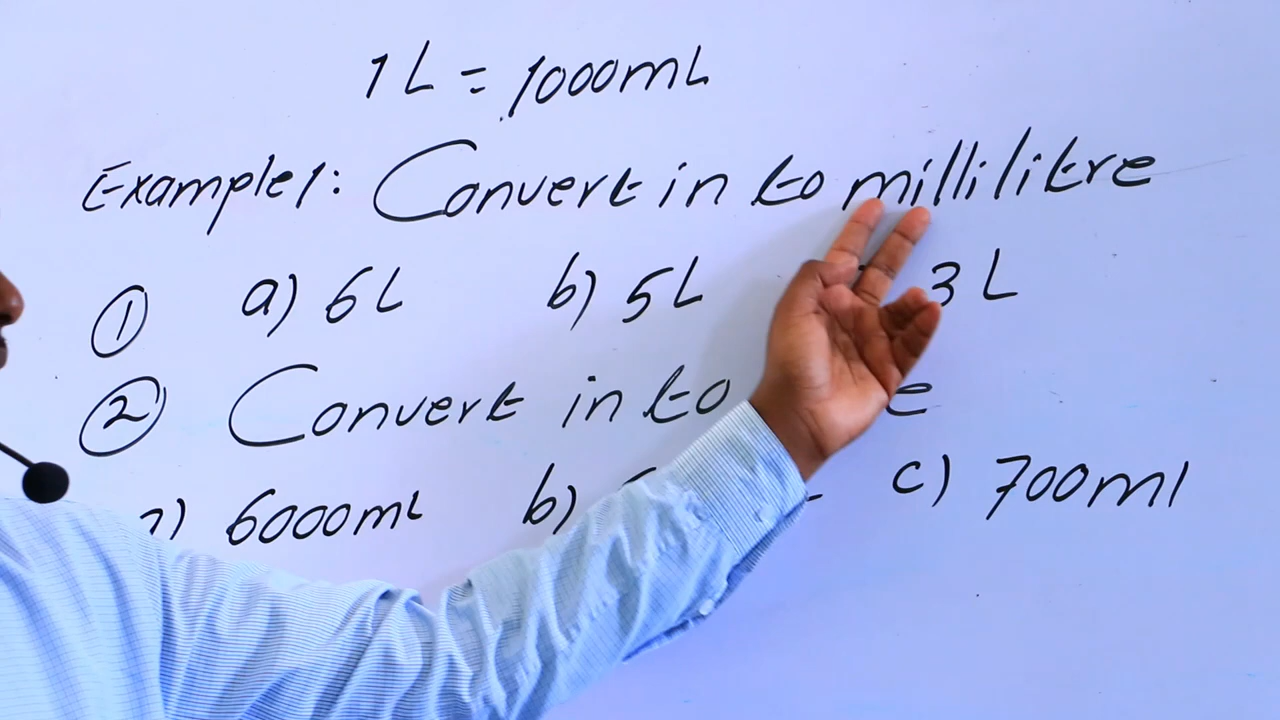 1L = 1000mL
Example1: Convert in to millilitre
① a) 6L b) 5L 3L
② Convert in to
6000mL b) c) 700ml